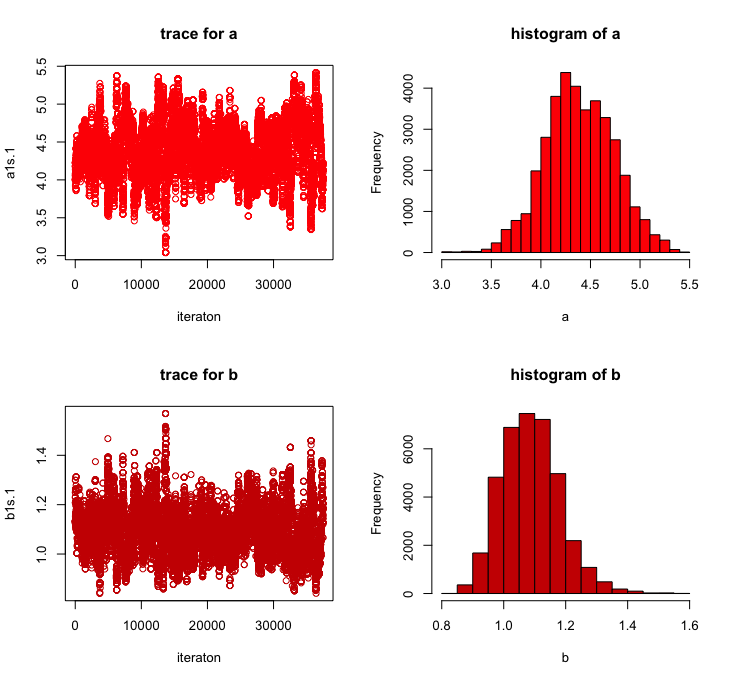 trace for a
a1s.1
3.0 3.5 4.0 4.5 5.0 5.5
0 10000 20000 30000
iteraton
histogram of a
Frequency
0 1000 3000 4000
3.0 3.5 4.0 4.5 5.0 5.5
a
trace for b
b1s.1
1.0 1.2 1.4
0 10000 20000 30000
iteraton
histogram of b
Frequency
0 2000 4000 6000
0.8 1.0 1.2 1.4 1.6
b